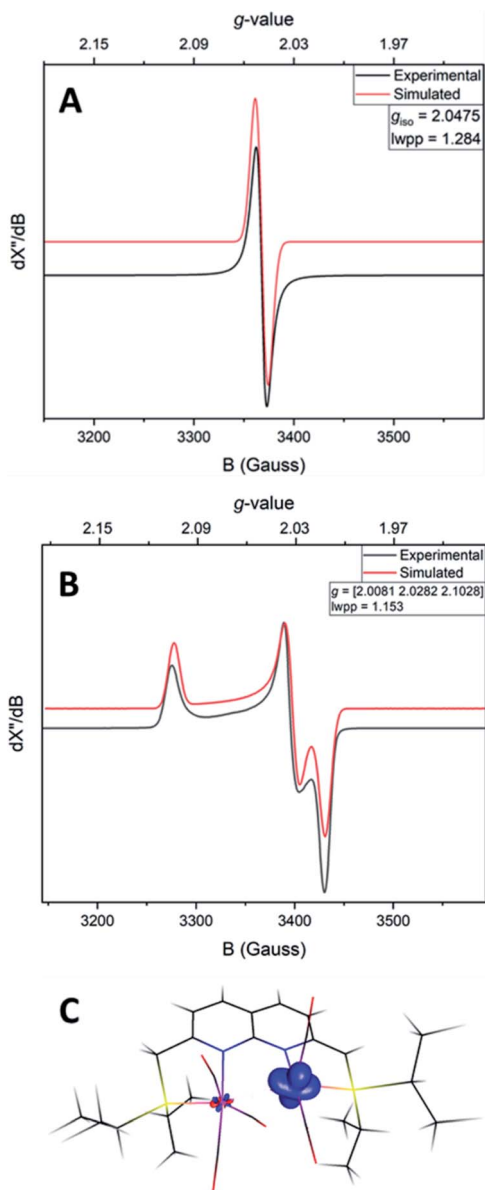 g-value
2.15 2.09 2.03 1.97
A
Experimental
Simulated
giso = 2.0475
lwpp = 1.284
dX"/dB
3200 3300 3400 3500
B (Gauss)
g-value
2.15 2.09 2.03 1.97
B
Experimental
Simulated
g = [2.0081 2.0282 2.1028]
lwpp = 1.153
dX"/dB
3200 3300 3400 3500
B (Gauss)
C